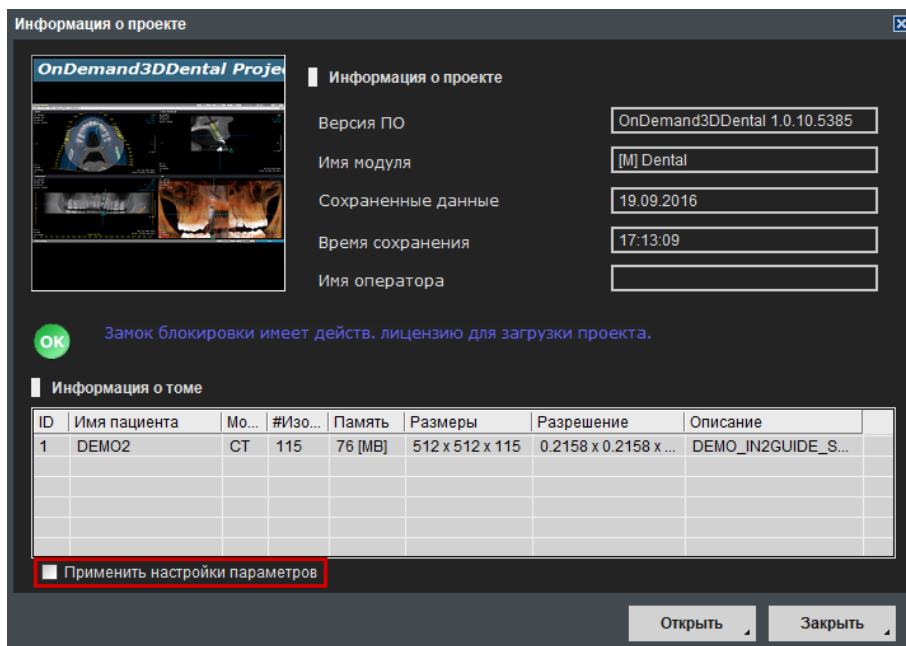 Информация о проекте
OnDemand3DDental Proje
Информация о проекте
Версия ПО OnDemand3DDental 1.0.10.5385
Имя модуля [M] Dental
Сохраненные данные 19.09.2016
Время сохранения 17:13:09
Имя оператора
OK Замок блокировки имеет действ. лицензию для загрузки проекта.
Информация о томе
ID Имя пациента Мо... #Изо... Память Размеры Разрешение Описание
1 DEMO2 CT 115 76 [MB] 512 x 512 x 115 0.2158 x 0.2158 x ... DEMO_IN2GUIDE_S...
Применить настройки параметров
Открыть Закрыть